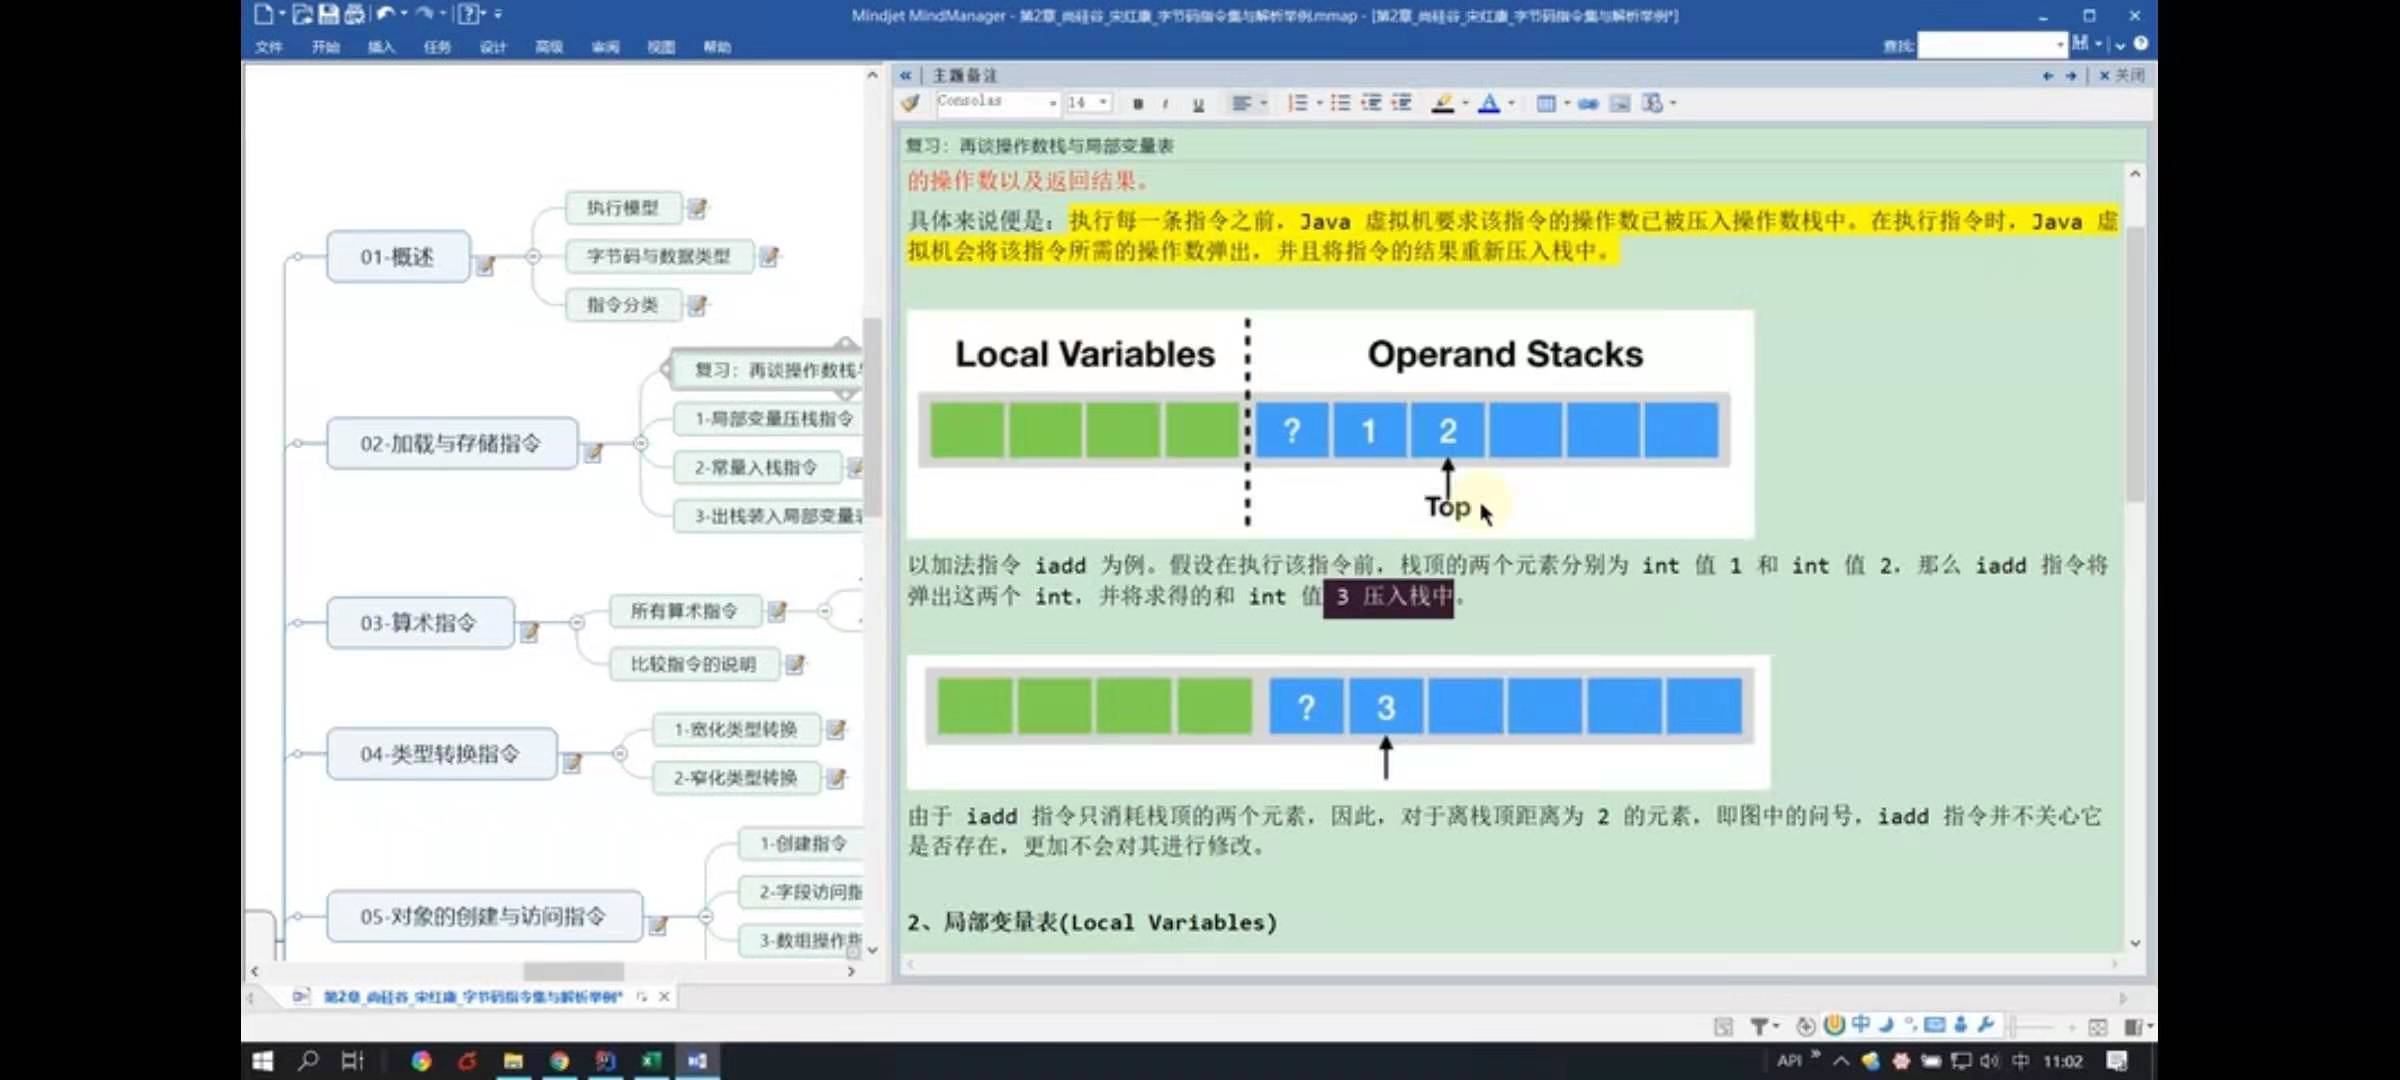 Mindjet MindManager - 第2章_尚硅谷_宋红康_字节码指令集与解析举例.mmap - [第2章_尚硅谷_宋红康_字节码指令集与解析举例*]
文件 开始 插入 任务 设计 高级 审阅 视图 帮助
查找:
主题备注
关闭
Consolas 14 B I U
复习: 再谈操作数栈与局部变量表
的操作数以及返回结果。
具体来说便是: 执行每一条指令之前, Java 虚拟机要求该指令的操作数已被压入操作数栈中。在执行指令时, Java 虚
拟机会将该指令所需的操作数弹出, 并且将指令的结果重新压入栈中。
Local Variables
Operand Stacks
? 1 2
Top
以加法指令 iadd 为例。假设在执行该指令前, 栈顶的两个元素分别为 int 值 1 和 int 值 2, 那么 iadd 指令将
弹出这两个 int, 并将求得的和 int 值 3 压入栈中。
? 3
由于 iadd 指令只消耗栈顶的两个元素, 因此, 对于离栈顶距离为 2 的元素, 即图中的问号, iadd 指令并不关心它
是否存在, 更加不会对其进行修改。
2、局部变量表(Local Variables)
01-概述
执行模型
字节码与数据类型
指令分类
02-加载与存储指令
复习: 再谈操作数栈
1-局部变量压栈指令
2-常量入栈指令
3-出栈装入局部变量
03-算术指令
所有算术指令
比较指令的说明
04-类型转换指令
1-宽化类型转换
2-窄化类型转换
05-对象的创建与访问指令
1-创建指令
2-字段访问指
3-数组操作指
第2章_尚硅谷_宋红康_字节码指令集与解析举例*
中
API
中
11:02